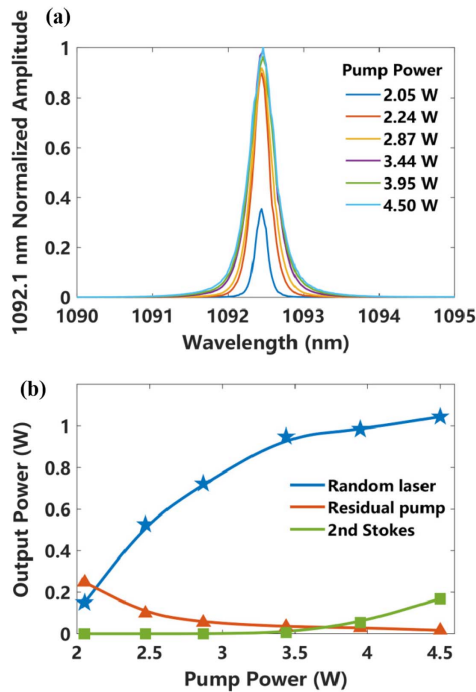 (a)
1092.1 nm Normalized Amplitude
1
0.8
0.6
0.4
0.2
0
Pump Power
2.05 W
2.24 W
2.87 W
3.44 W
3.95 W
4.50 W
1090 1091 1092 1093 1094 1095
Wavelength (nm)
(b)
Output Power (W)
1
0.8
0.6
0.4
0.2
0
Random laser
Residual pump
2nd Stokes
2 2.5 3 3.5 4 4.5
Pump Power (W)